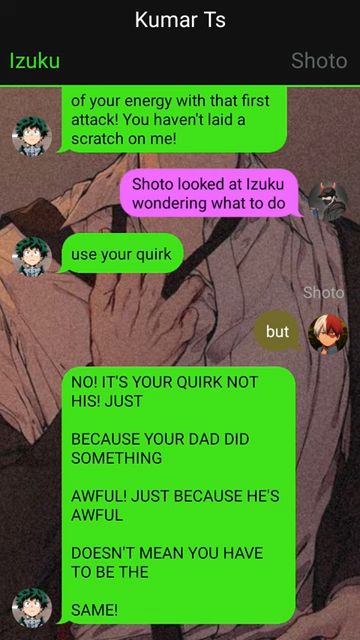 Kumar Ts
Izuku
Shoto
of your energy with that first
attack! You haven't laid a
scratch on me!
Shoto looked at Izuku
wondering what to do
use your quirk
Shoto
but
NO! IT'S YOUR QUIRK NOT
HIS! JUST
BECAUSE YOUR DAD DID
SOMETHING
AWFUL! JUST BECAUSE HE'S
AWFUL
DOESN'T MEAN YOU HAVE
TO BE THE
SAME!